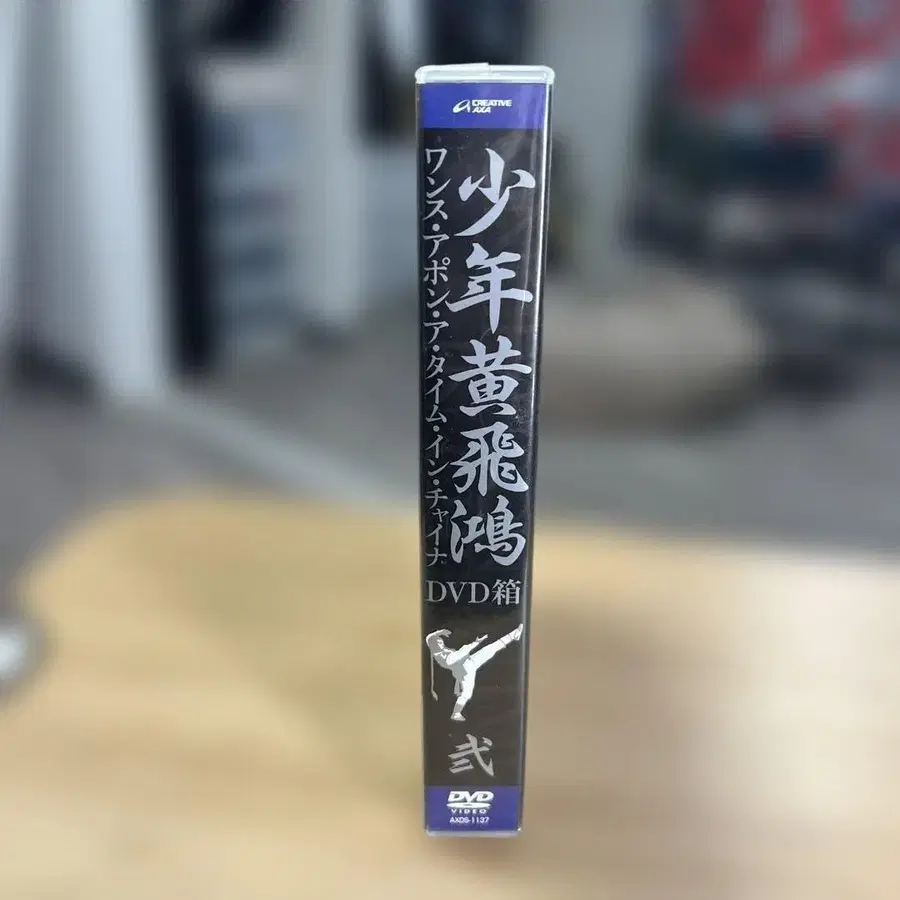 CREATIVE
AXA
少年黄飛鴻
ワンス・アポン・ア・タイム・イン・チャイナ
DVD箱
弐
DVD
VIDEO
AXDS-1137